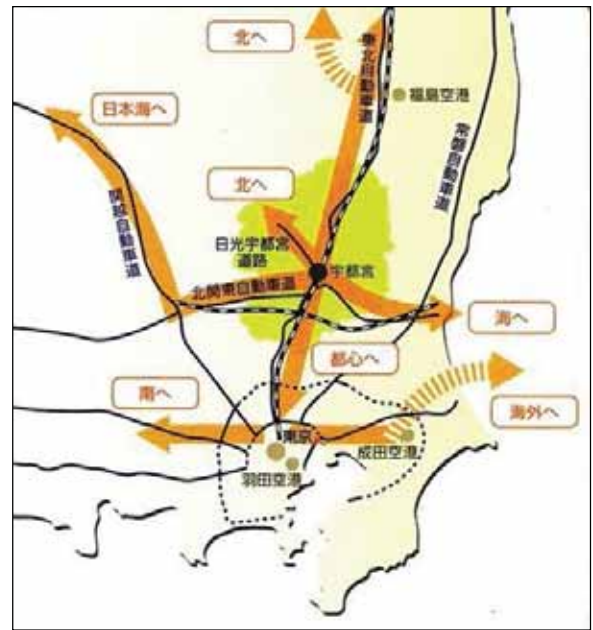 北へ
東北自動車道
福島空港
日本海へ
常磐自動車道
北へ
関越自動車道
日光宇都宮
道路
宇都宮
北関東自動車道
海へ
都心へ
南へ
海外へ
東京
成田空港
羽田空港